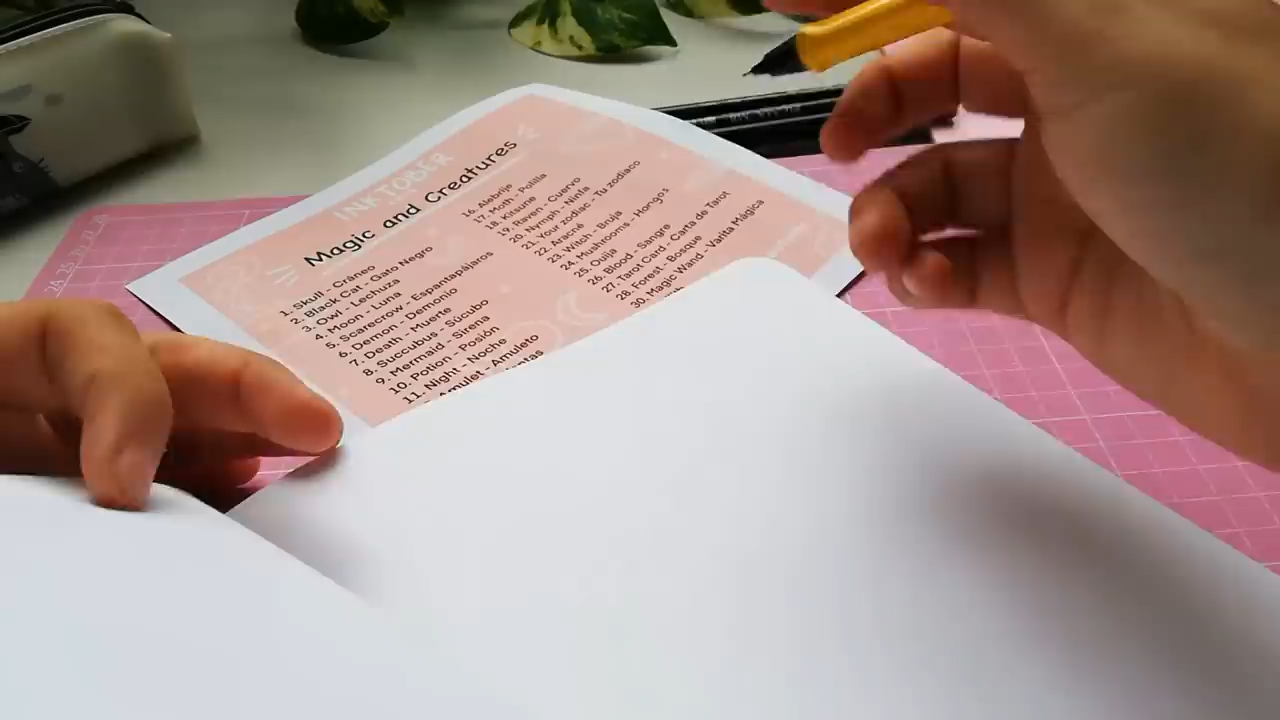 INKTOBER
Magic and Creatures
1. Skull - Cráneo
2. Black Cat - Gato Negro
3. Owl - Lechuza
4. Moon - Luna
5. Scarecrow - Espantapájaros
6. Demon - Demonio
7. Death - Muerte
8. Succubus - Súcubo
9. Mermaid - Sirena
10. Potion - Posión
11. Night - Noche
Amulet - Amuleto
16. Alebrije
17. Moth - Polilla
18. Kitsune
19. Raven - Cuervo
20. Nymph - Ninfa
21. Your zodiac - Tu zodiaco
22. Aracné
23. Witch - Bruja
24. Mushrooms - Hongos
25. Ouija
26. Blood - Sangre
27. Tarot Card - Carta de Tarot
28. Forest - Bosque
30. Magic Wand - Varita Mágica